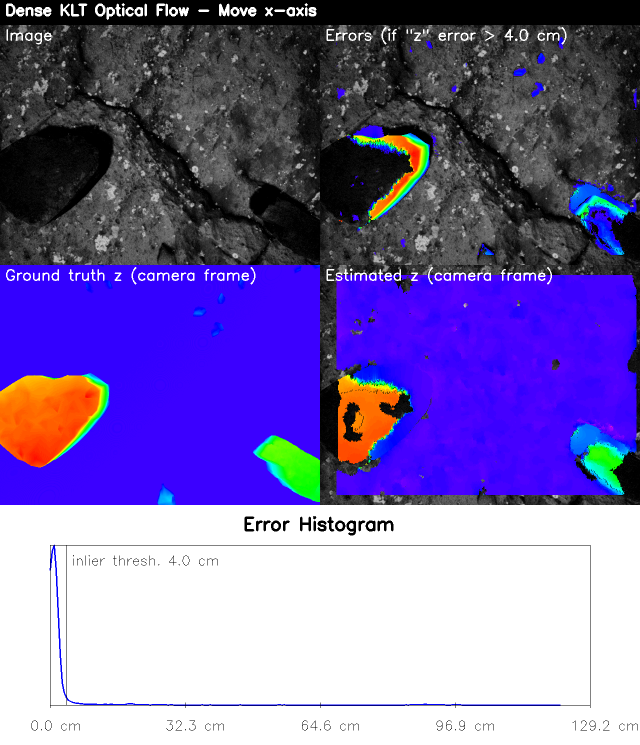 Dense KLT Optical Flow - Move x-axis
Image
Errors (if "z" error > 4.0 cm)
Ground truth z (camera frame)
Estimated z (camera frame)
Error Histogram
inlier thresh. 4.0 cm
0.0 cm 32.3 cm 64.6 cm 96.9 cm 129.2 cm